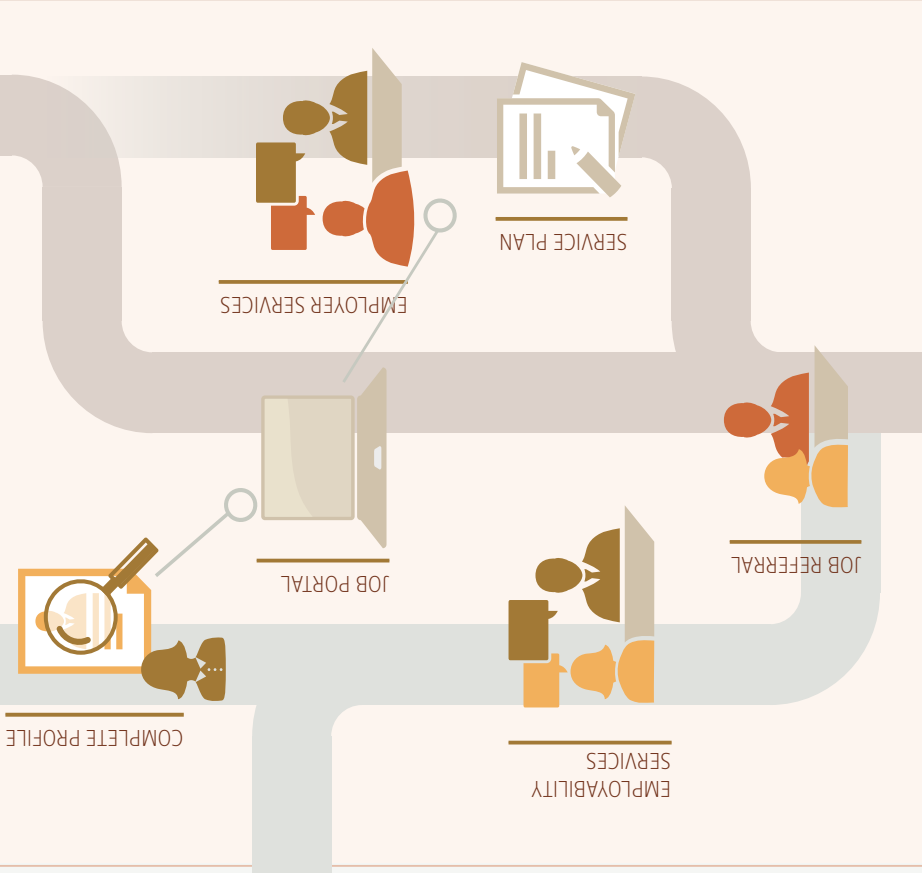 SERVICE PLAN
EMPLOYER SERVICES
JOB REFERRAL
JOB PORTAL
COMPLETE PROFILE
EMPLOYABILITY
SERVICES